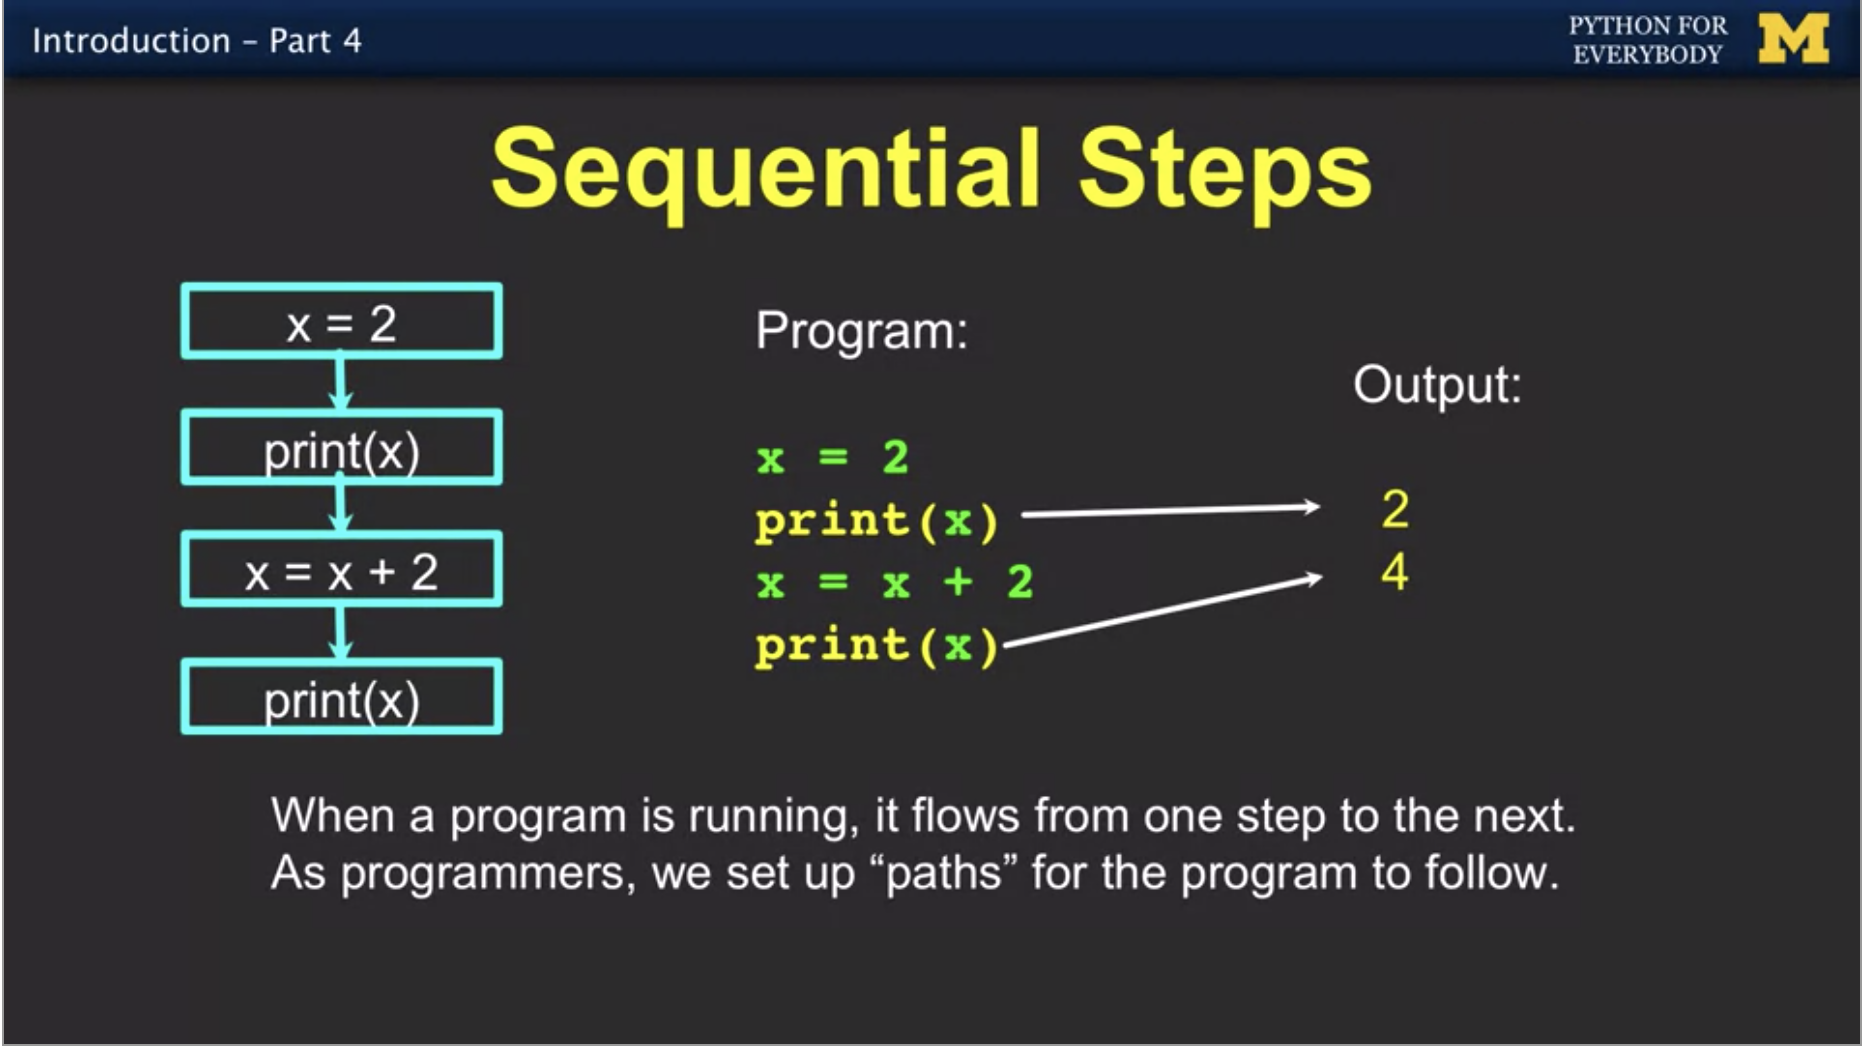 Introduction – Part 4
PYTHON FOR
EVERYBODY
M
Sequential Steps
x = 2
print(x)
x = x + 2
print(x)
Program:
x = 2
print(x)
x = x + 2
print(x)
Output:
2
4
When a program is running, it flows from one step to the next.
As programmers, we set up “paths” for the program to follow.